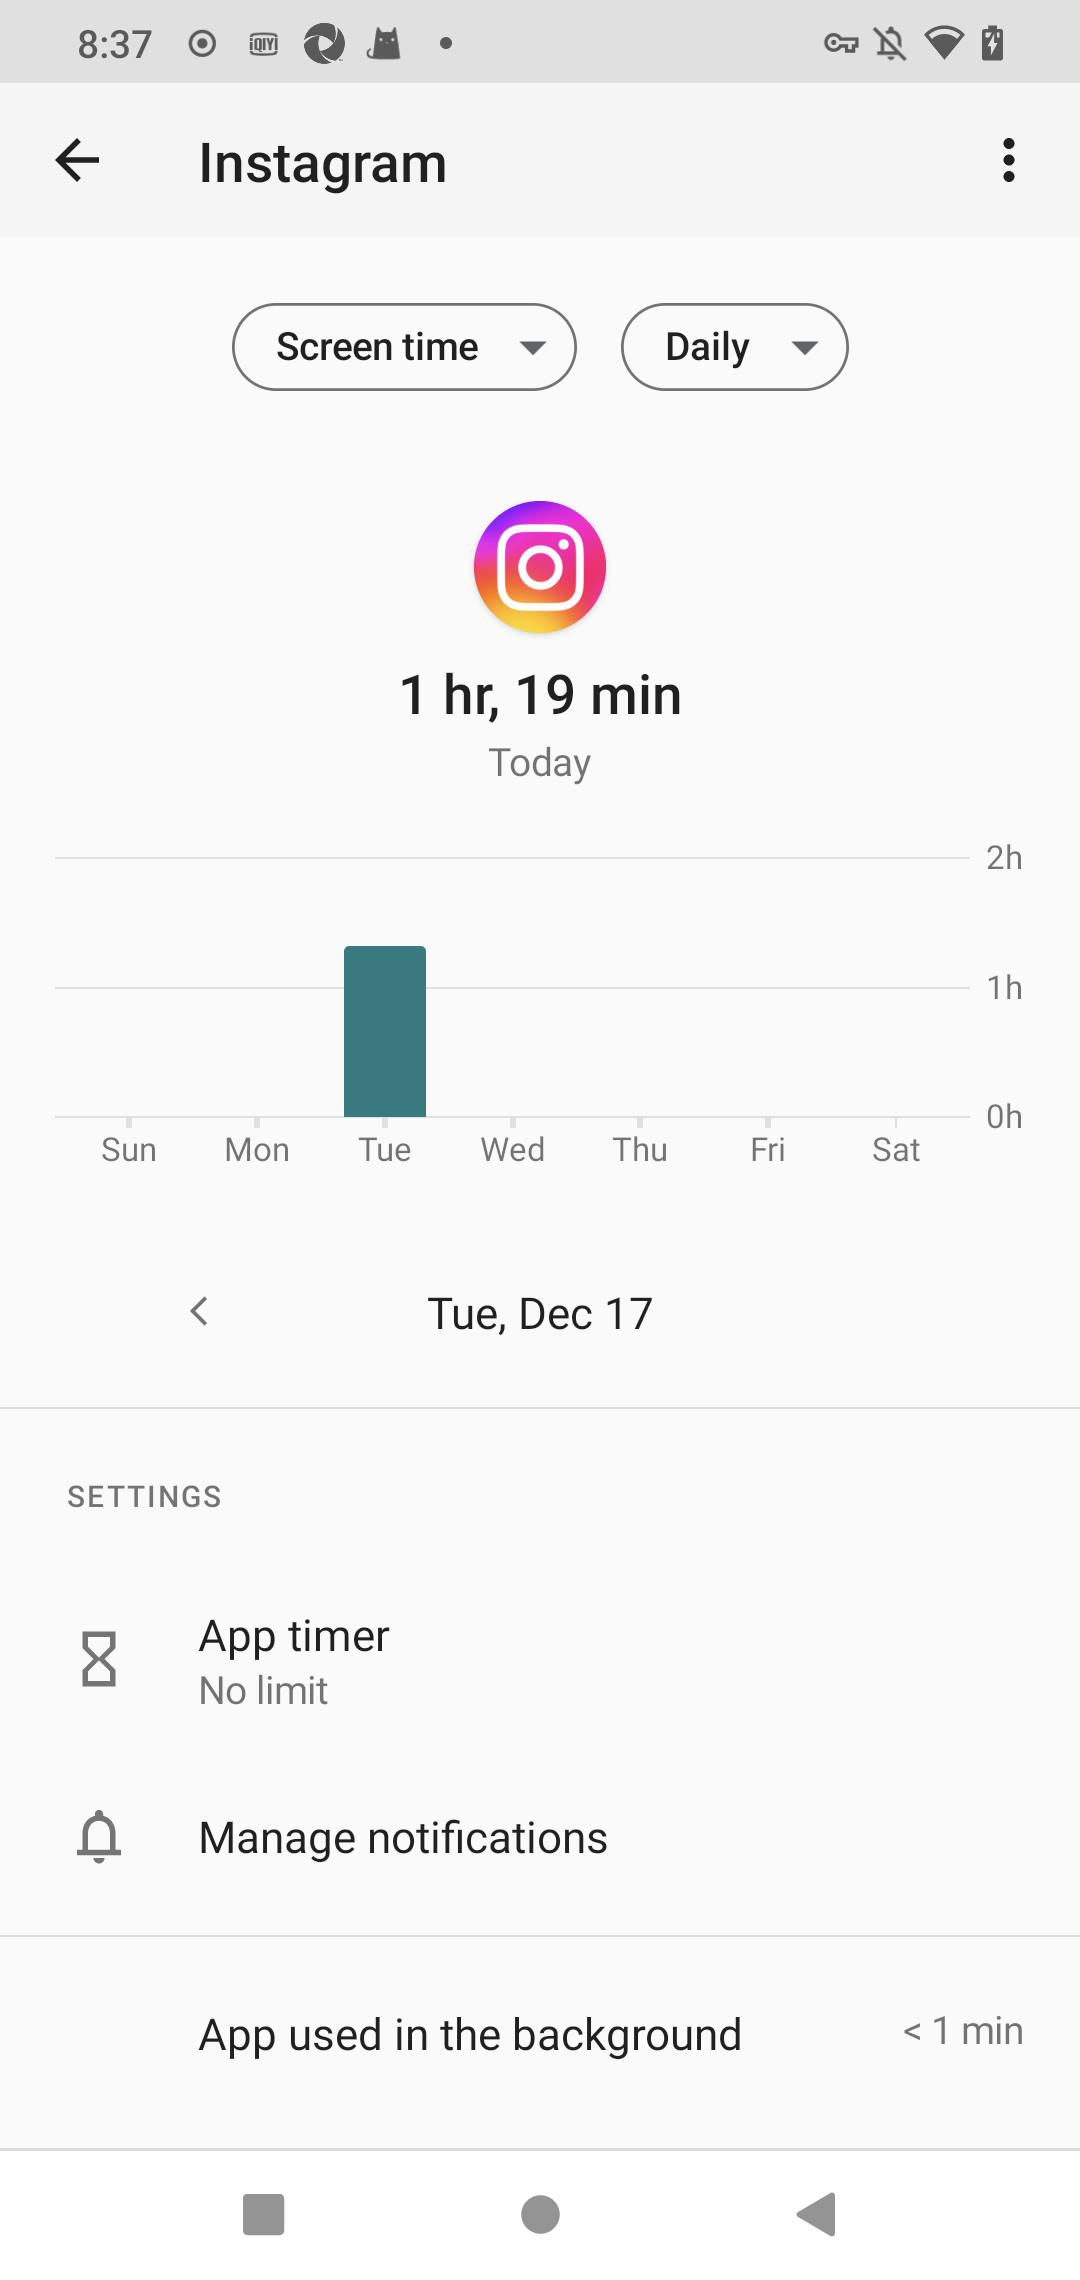 8:37 iQIYI
Instagram
Screen time Daily
1 hr, 19 min
Today
2h
1h
0h
Sun Mon Tue Wed Thu Fri Sat
Tue, Dec 17
SETTINGS
App timer
No limit
Manage notifications
App used in the background < 1 min